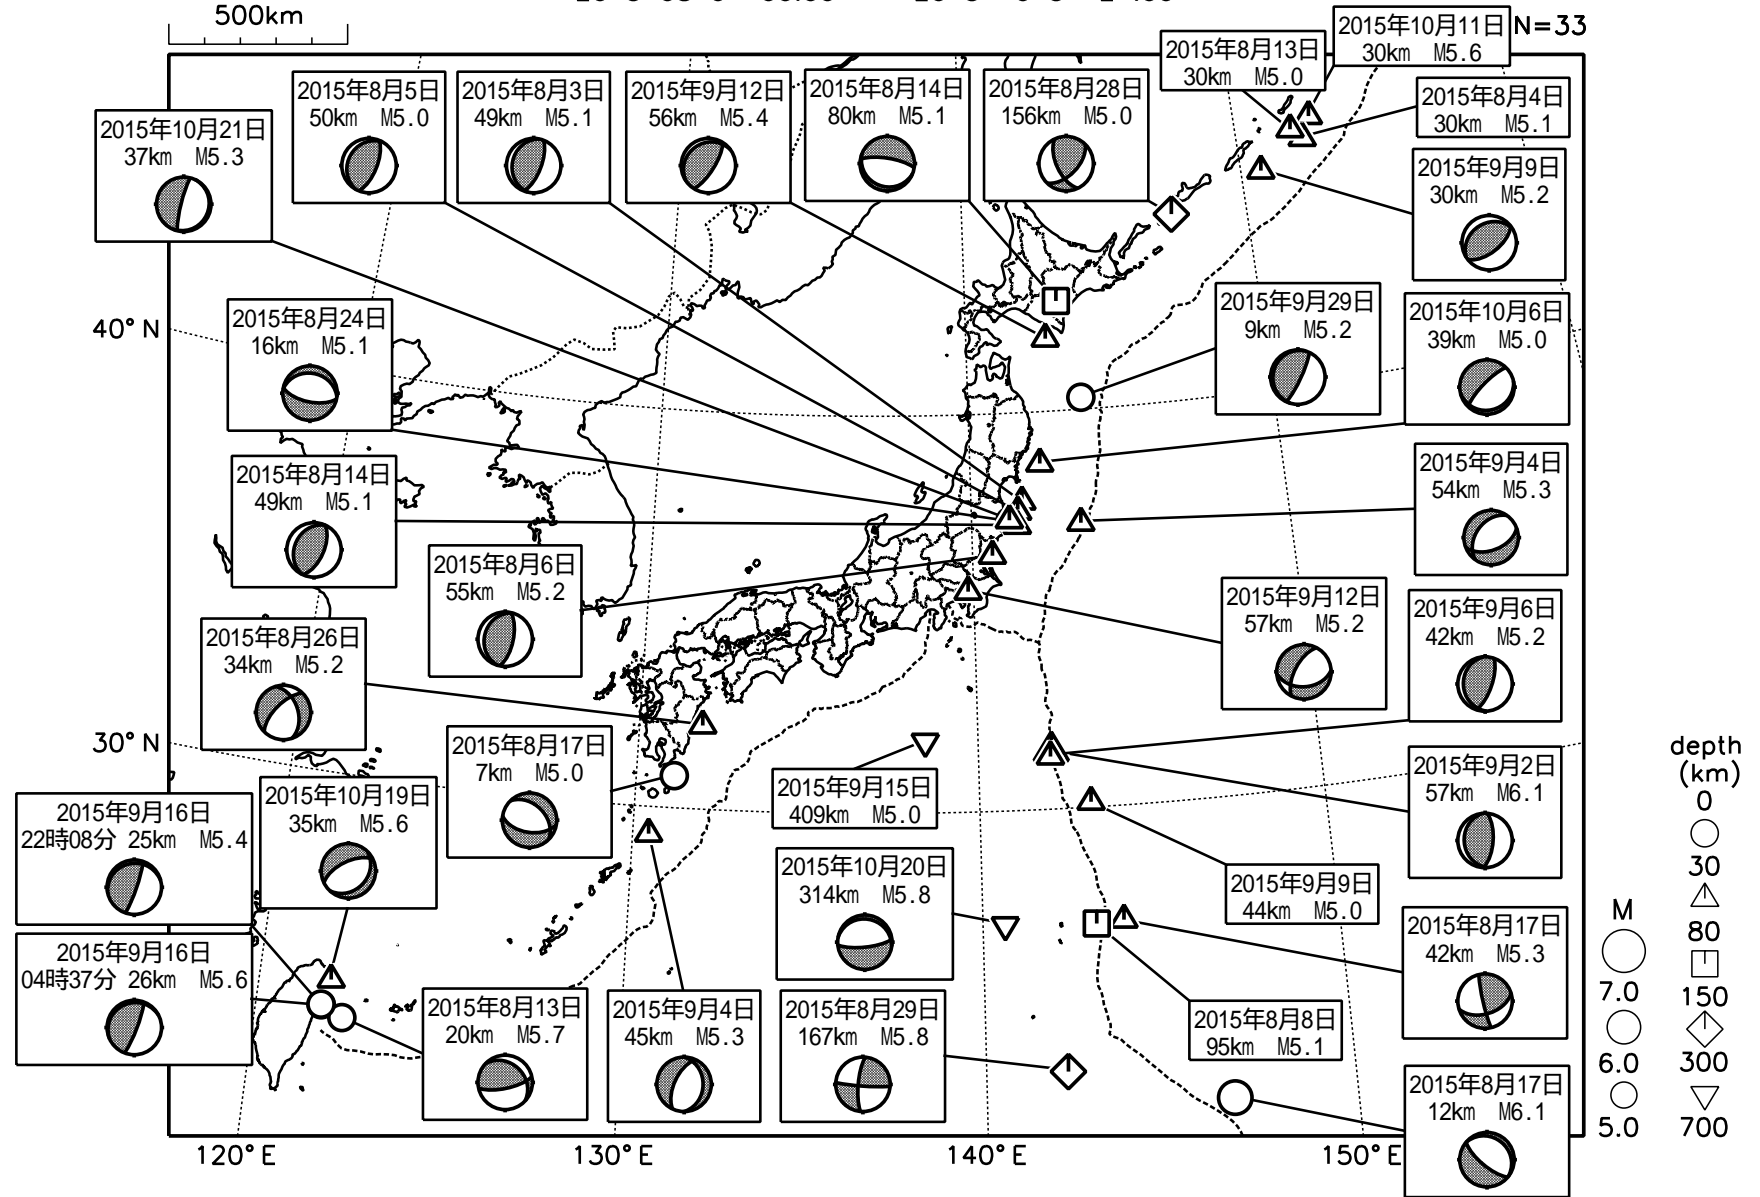 500km
N=33
2015年10月11日
30km M5.6
2015年8月13日
30km M5.0
2015年8月5日
50km M5.0
2015年8月3日
49km M5.1
2015年9月12日
56km M5.4
2015年8月14日
80km M5.1
2015年8月28日
156km M5.0
2015年8月4日
30km M5.1
2015年10月21日
37km M5.3
2015年9月9日
30km M5.2
2015年9月29日
9km M5.2
2015年10月6日
39km M5.0
40°N
2015年8月24日
16km M5.1
2015年9月4日
54km M5.3
2015年8月14日
49km M5.1
2015年8月6日
55km M5.2
2015年9月12日
57km M5.2
2015年9月6日
42km M5.2
2015年8月26日
34km M5.2
30°N
2015年8月17日
7km M5.0
2015年9月15日
409km M5.0
2015年9月2日
57km M6.1
2015年9月16日
22時08分 25km M5.4
2015年10月19日
35km M5.6
2015年10月20日
314km M5.8
2015年9月9日
44km M5.0
2015年8月17日
42km M5.3
2015年9月16日
04時37分 26km M5.6
2015年8月13日
20km M5.7
2015年9月4日
45km M5.3
2015年8月29日
167km M5.8
2015年8月8日
95km M5.1
2015年8月17日
12km M6.1
120°E
130°E
140°E
150°E
M
7.0
6.0
5.0
depth
(km)
0
30
80
150
300
700